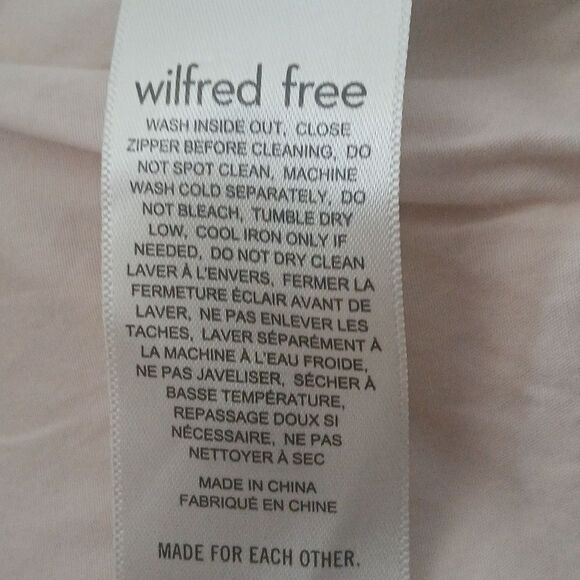 wilfred free
WASH INSIDE OUT, CLOSE
ZIPPER BEFORE CLEANING, DO
NOT SPOT CLEAN, MACHINE
WASH COLD SEPARATELY, DO
NOT BLEACH, TUMBLE DRY
LOW, COOL IRON ONLY IF
NEEDED, DO NOT DRY CLEAN
LAVER À L'ENVERS, FERMER LA
FERMETURE ÉCLAIR AVANT DE
LAVER, NE PAS ENLEVER LES
TACHES, LAVER SÉPARÉMENT À
LA MACHINE À L'EAU FROIDE,
NE PAS JAVELISER, SÉCHER À
BASSE TEMPÉRATURE,
REPASSAGE DOUX SI
NÉCESSAIRE, NE PAS
NETTOYER À SEC
MADE IN CHINA
FABRIQUÉ EN CHINE
MADE FOR EACH OTHER.